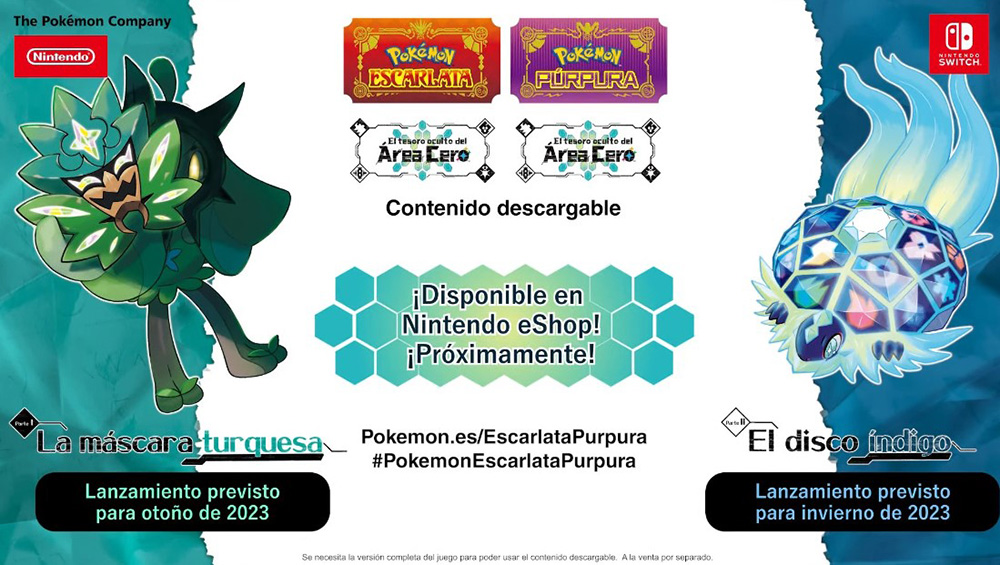 The Pokémon Company
Nintendo
POKÉMON
ESCARLATA
POKÉMON
PÚRPURA
NINTENDO
SWITCH
El tesoro oculto del
Área Cero
El tesoro oculto del
Área Cero
Contenido descargable
¡Disponible en
Nintendo eShop!
¡Próximamente!
Parte I
La máscara turquesa
Lanzamiento previsto
para otoño de 2023
Pokemon.es/EscarlataPurpura
#PokemonEscarlataPurpura
Parte II
El disco índigo
Lanzamiento previsto
para invierno de 2023
Se necesita la versión completa del juego para poder usar el contenido descargable. A la venta por separado.